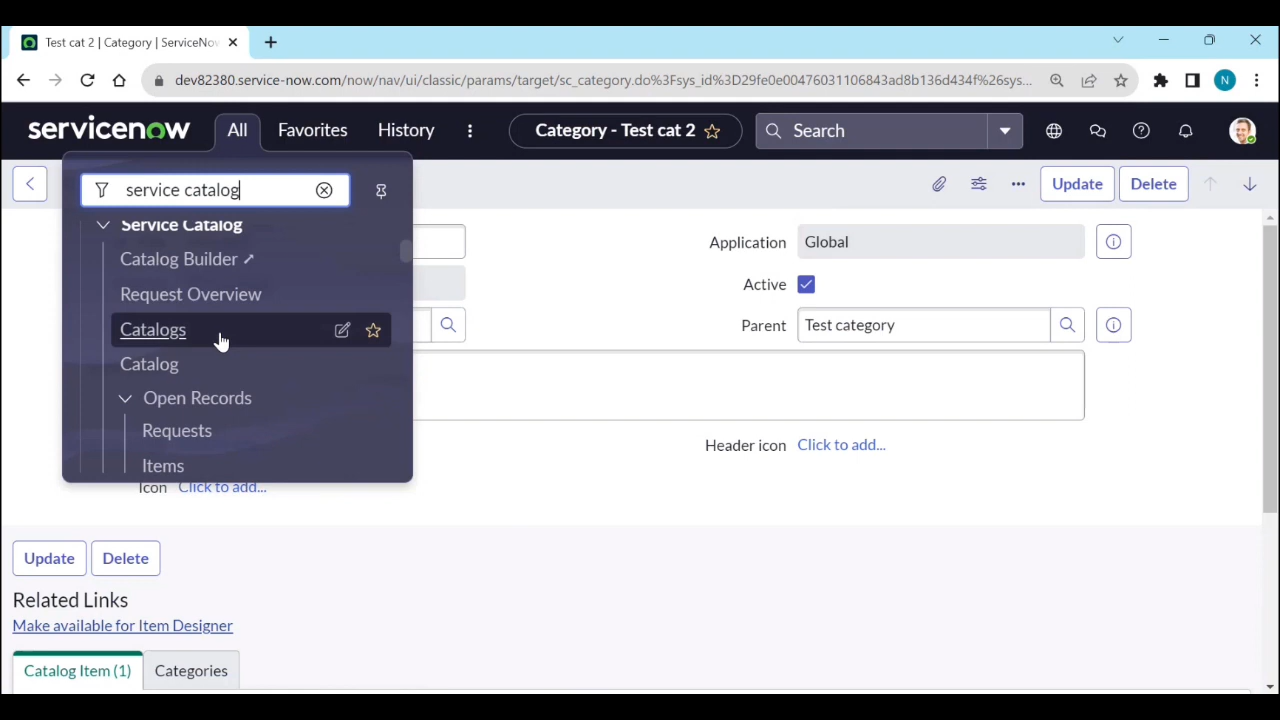 Test cat 2 | Category | ServiceNow
dev82380.service-now.com/now/nav/ui/classic/params/target/sc_category.do%3Fsys_id%3D29fe0e00476031106843ad8b136d434f%26sys...
N
servicenow
All
Favorites
History
Category - Test cat 2
Search
service catalog
Update
Delete
Service Catalog
Application
Global
Catalog Builder
Active
Request Overview
Catalogs
Parent
Test category
Catalog
Open Records
Requests
Header icon
Click to add...
Items
Icon
Click to add...
Update
Delete
Related Links
Make available for Item Designer
Catalog Item (1)
Categories